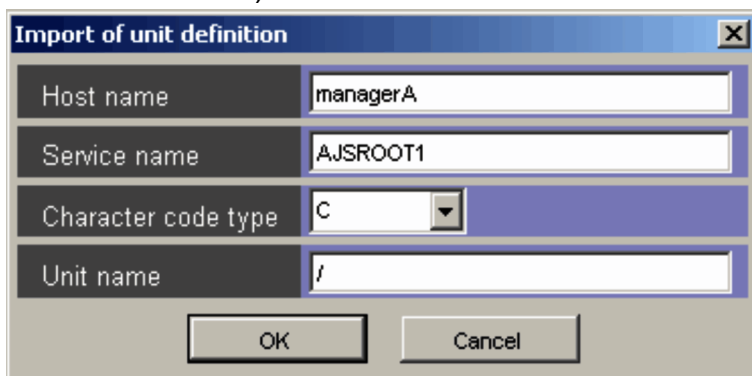 Import of unit definition
Host name managerA
Service name AJSROOT1
Character code type C
Unit name /
OK Cancel